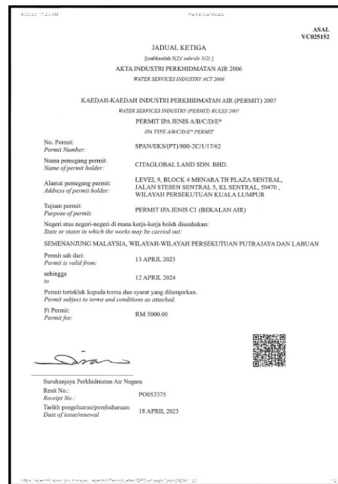 Permit Certificate
ASAL
VC025152
JADUAL KETIGA
[(subkaedah 5(2)/ subrule 5(2) ]
AKTA INDUSTRI PERKHIDMATAN AIR 2006
WATER SERVICES INDUSTRY ACT 2006
KAEDAH-KAEDAH INDUSTRI PERKHIDMATAN AIR (PERMIT) 2007
WATER SERVICES INDUSTRY (PERMIT) RULES 2007
PERMIT IPA JENIS A/B/C/D/E*
IPA TYPE A/B/C/D/E* PERMIT
No. Permit:
Permit Number:
SPAN/EKS/(PT)/800-2C/1/17/62
Nama pemegang permit:
Name of permit holder:
CITAGLOBAL LAND SDN. BHD.
Alamat pemegang permit:
Address of permit holder:
LEVEL 9, BLOCK 4 MENARA TH PLAZA SENTRAL,
JALAN STESEN SENTRAL 5, KL SENTRAL, 50470 ,
WILAYAH PERSEKUTUAN KUALA LUMPUR
Tujuan permit:
Purpose of permit:
PERMIT IPA JENIS C1 (BEKALAN AIR)
Negeri atau negeri-negeri di mana kerja-kerja boleh diusahakan:
State or states in which the works may be carried out:
SEMENANJUNG MALAYSIA, WILAYAH-WILAYAH PERSEKUTUAN PUTRAJAYA DAN LABUAN
Permit sah dari:
Permit is valid from:
13 APRIL 2023
sehingga
to
12 APRIL 2024
Permit tertakluk kepada terma dan syarat yang dilampirkan.
Permit subject to terms and conditions as attached.
Fi Permit:
Permit fee:
RM 5000.00
Suruhanjaya Perkhidmatan Air Negara
Resit No.:
Receipt No.:
PO052375
Tarikh pengeluaran/pembaharuan:
Date of issue/renewal
18 APRIL 2023